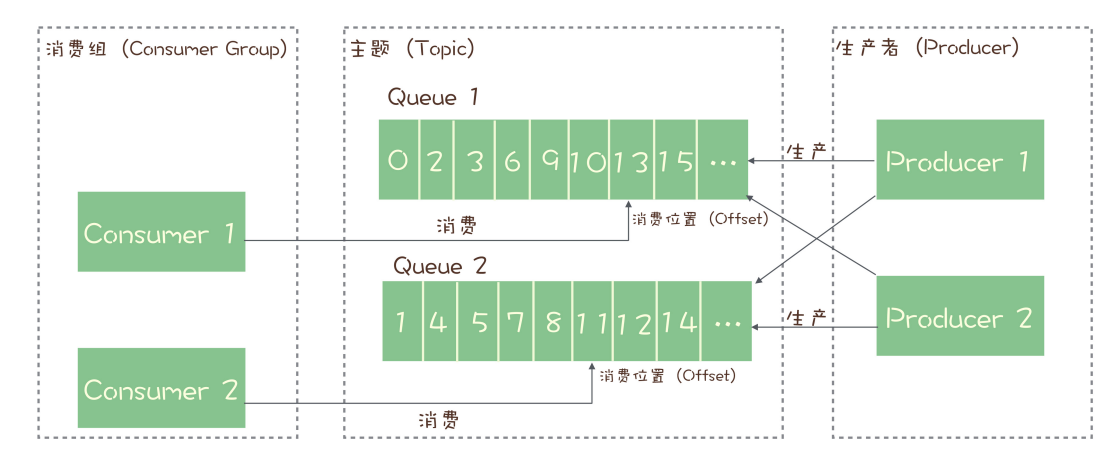 消费组 (Consumer Group)
Consumer 1
Consumer 2
消费
消费
主题 (Topic)
Queue 1
0 2 3 6 9 10 13 15 ...
消费位置 (Offset)
Queue 2
1 4 5 7 8 11 12 14 ...
消费位置 (Offset)
生产
生产
生产者 (Producer)
Producer 1
Producer 2